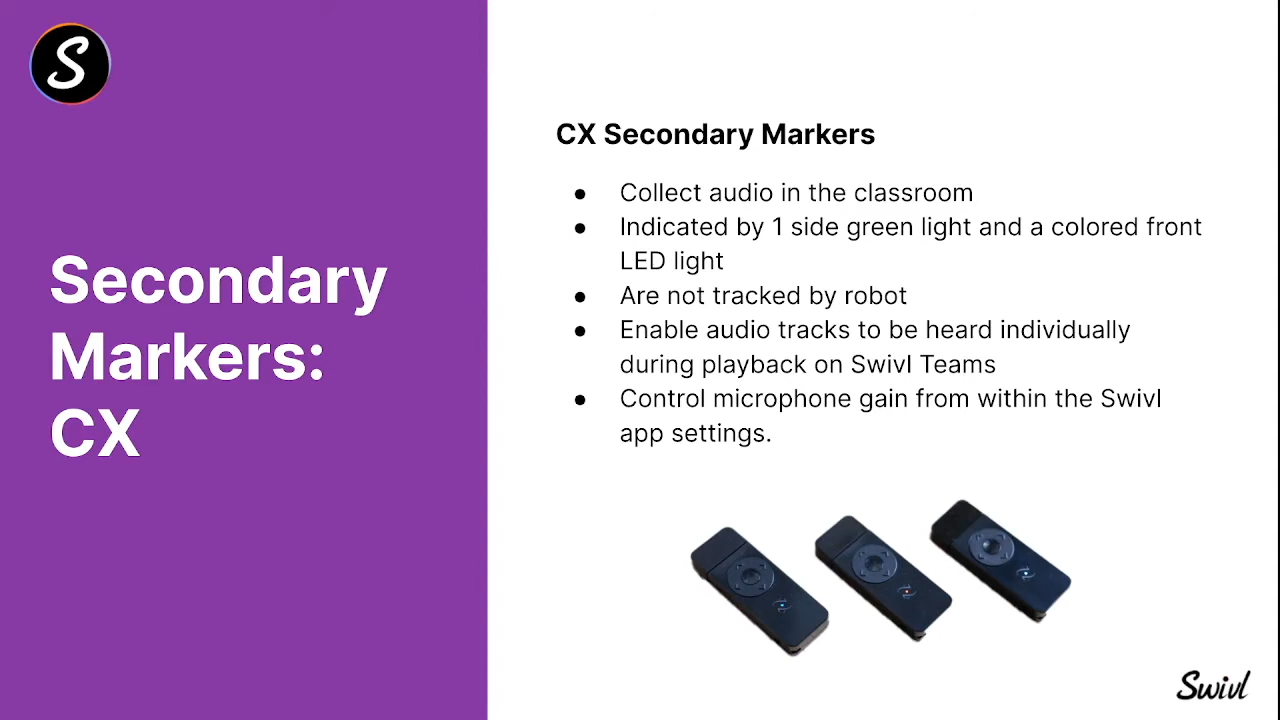 S
Secondary
Markers:
CX
CX Secondary Markers
● Collect audio in the classroom
● Indicated by 1 side green light and a colored front
LED light
● Are not tracked by robot
● Enable audio tracks to be heard individually
during playback on Swivl Teams
● Control microphone gain from within the Swivl
app settings.
Swivl